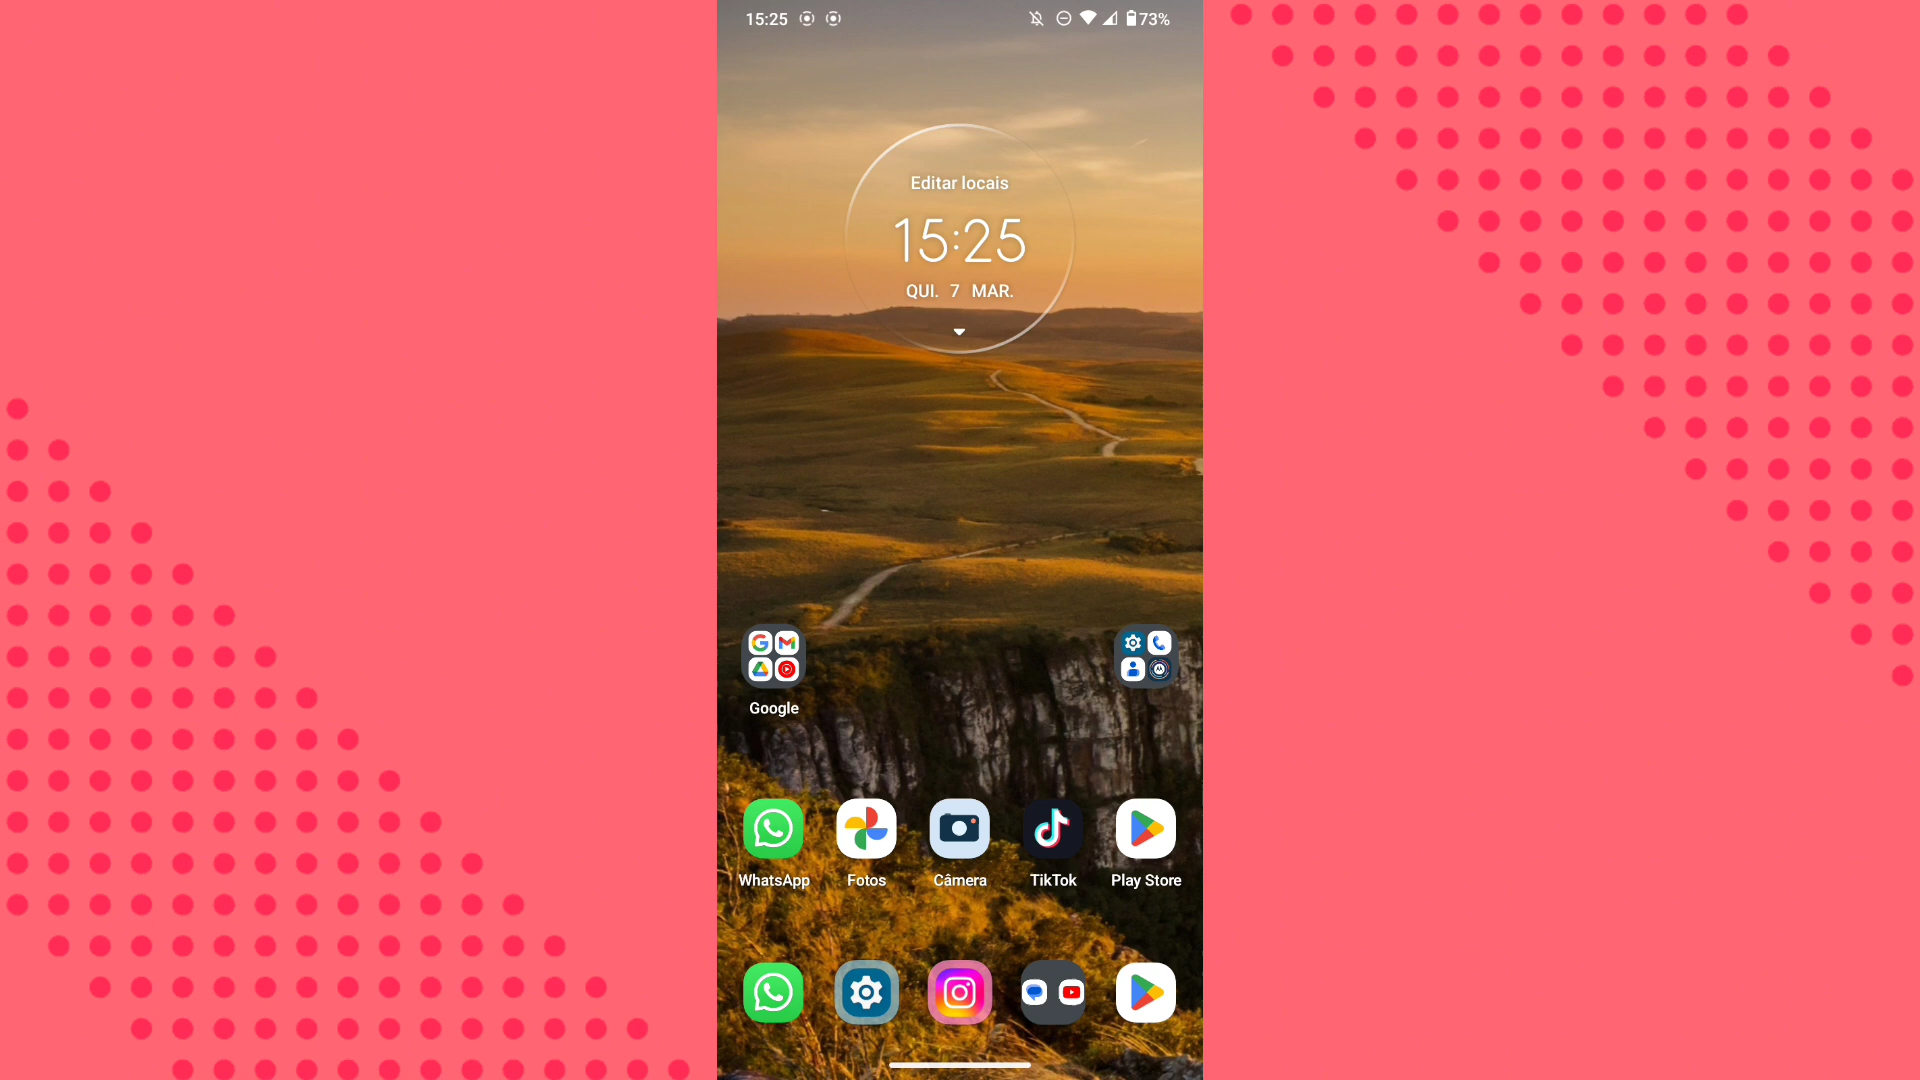 15:25 73%
Editar locais
15:25
QUI. 7 MAR.
Google
WhatsApp Fotos Câmera TikTok Play Store